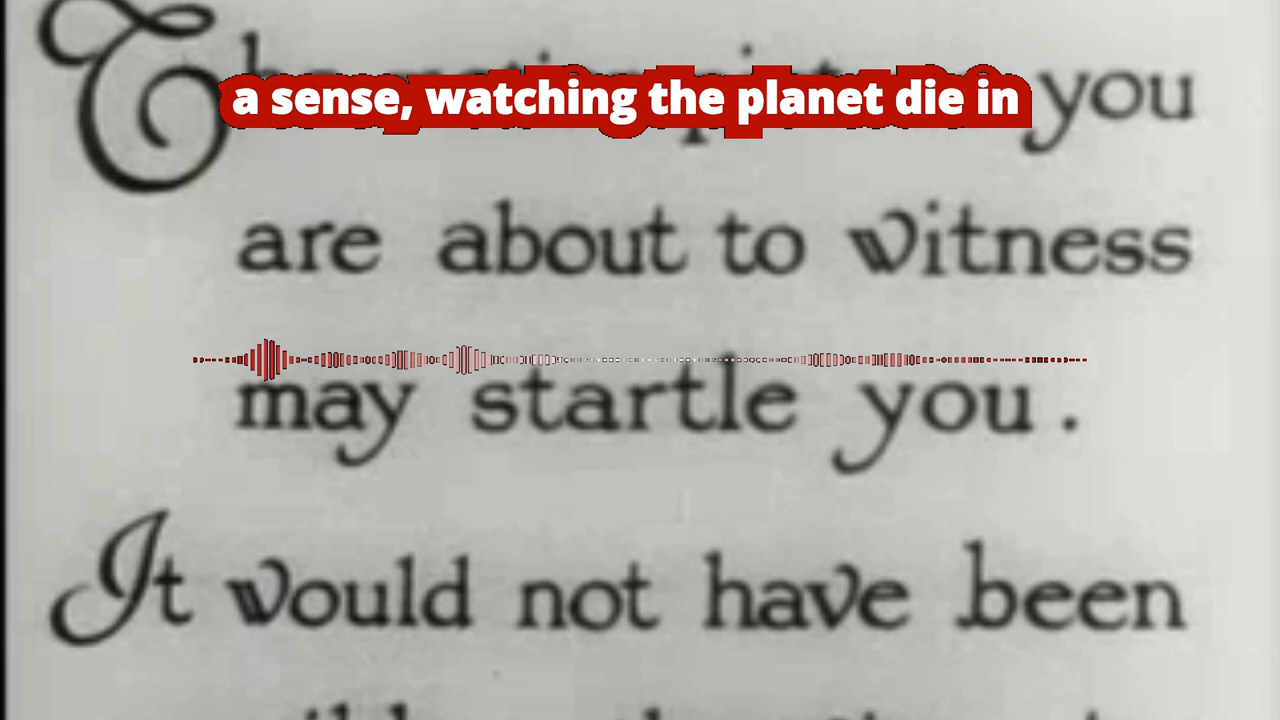 a sense, watching the planet die in
you
are about to witness
may startle you.
It would not have been